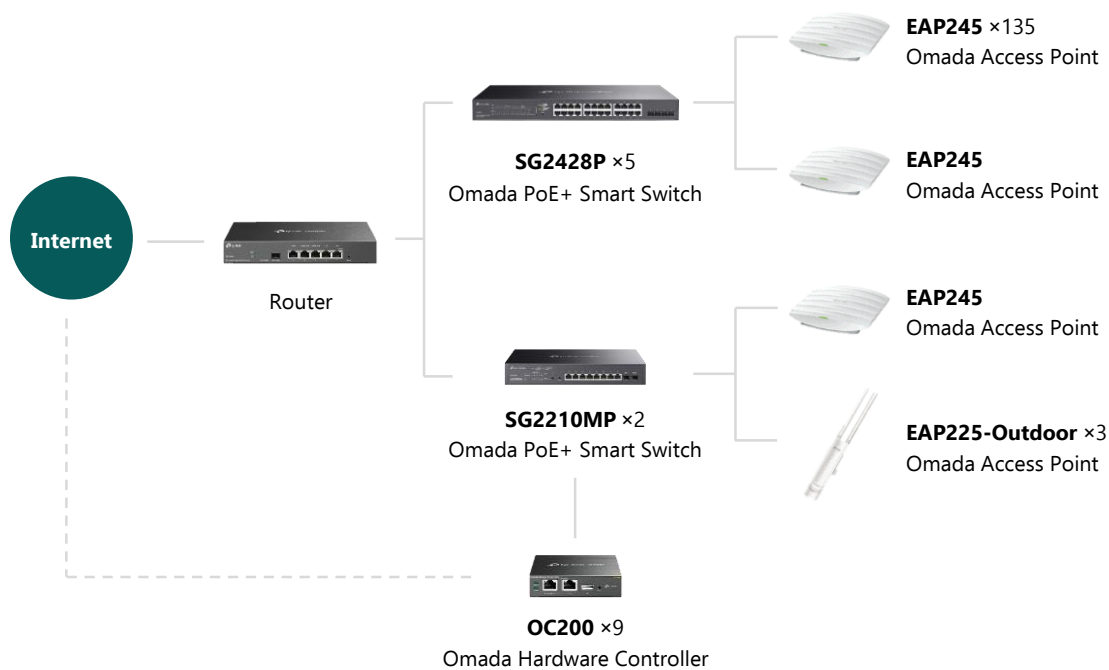 EAP245 ×135
Omada Access Point
SG2428P ×5
Omada PoE+ Smart Switch
EAP245
Omada Access Point
Internet
Router
EAP245
Omada Access Point
SG2210MP ×2
Omada PoE+ Smart Switch
EAP225-Outdoor ×3
Omada Access Point
OC200 ×9
Omada Hardware Controller